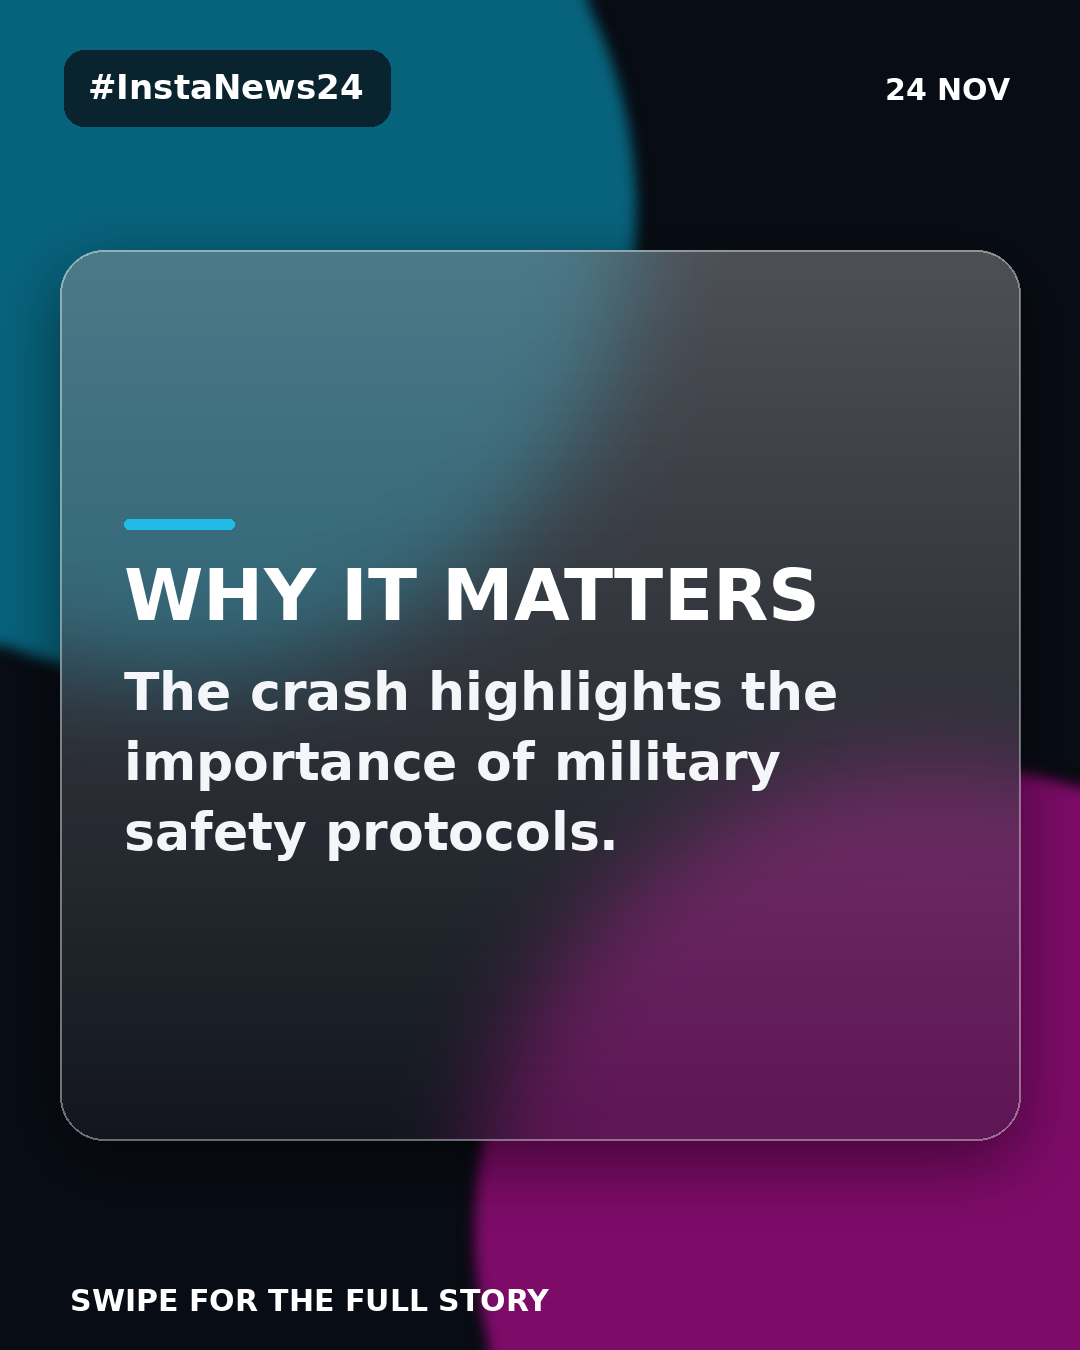 #InstaNews24
24 NOV
WHY IT MATTERS
The crash highlights the
importance of military
safety protocols.
SWIPE FOR THE FULL STORY